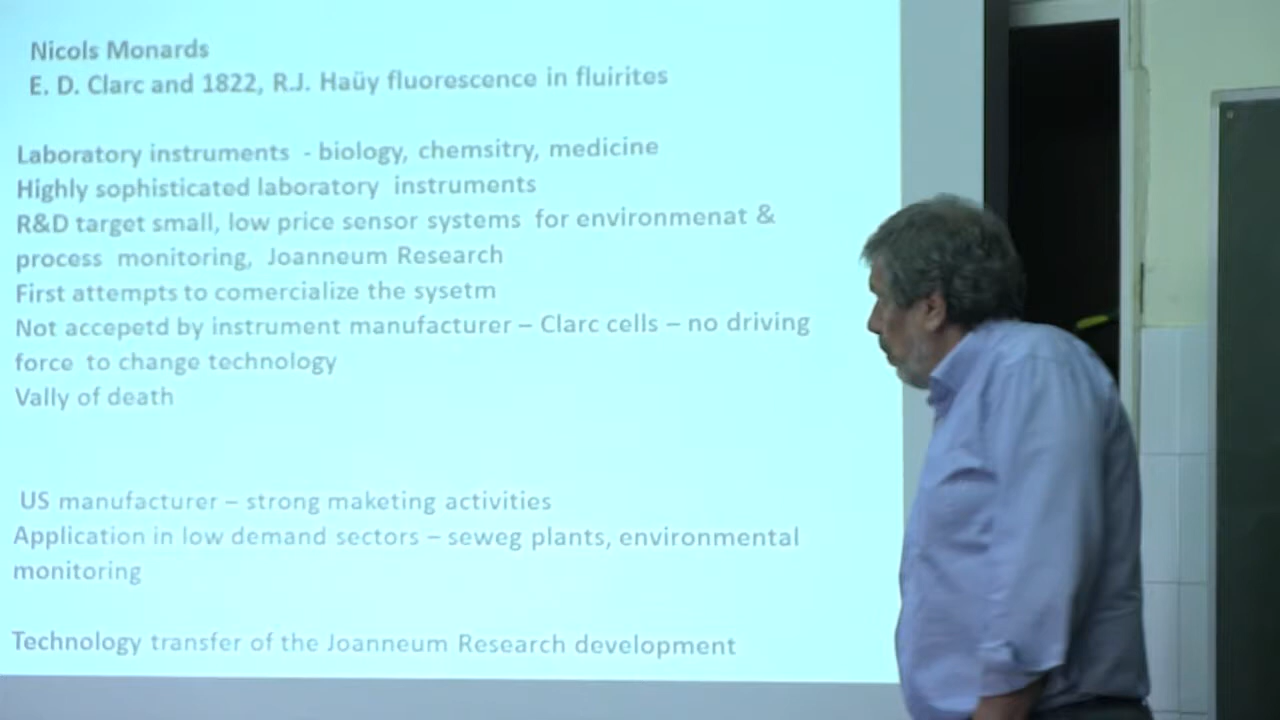 Nicols Monards
E. D. Clarc and 1822, R.J. Haüy fluorescence in fluirites
Laboratory instruments - biology, chemsitry, medicine
Highly sophisticated laboratory instruments
R&D target small, low price sensor systems for environmenat &
process monitoring, Joanneum Research
First attempts to comercialize the sysetm
Not accepetd by instrument manufacturer – Clarc cells – no driving
force to change technology
Vally of death
US manufacturer – strong maketing activities
Application in low demand sectors – seweg plants, environmental
monitoring
Technology transfer of the Joanneum Research development